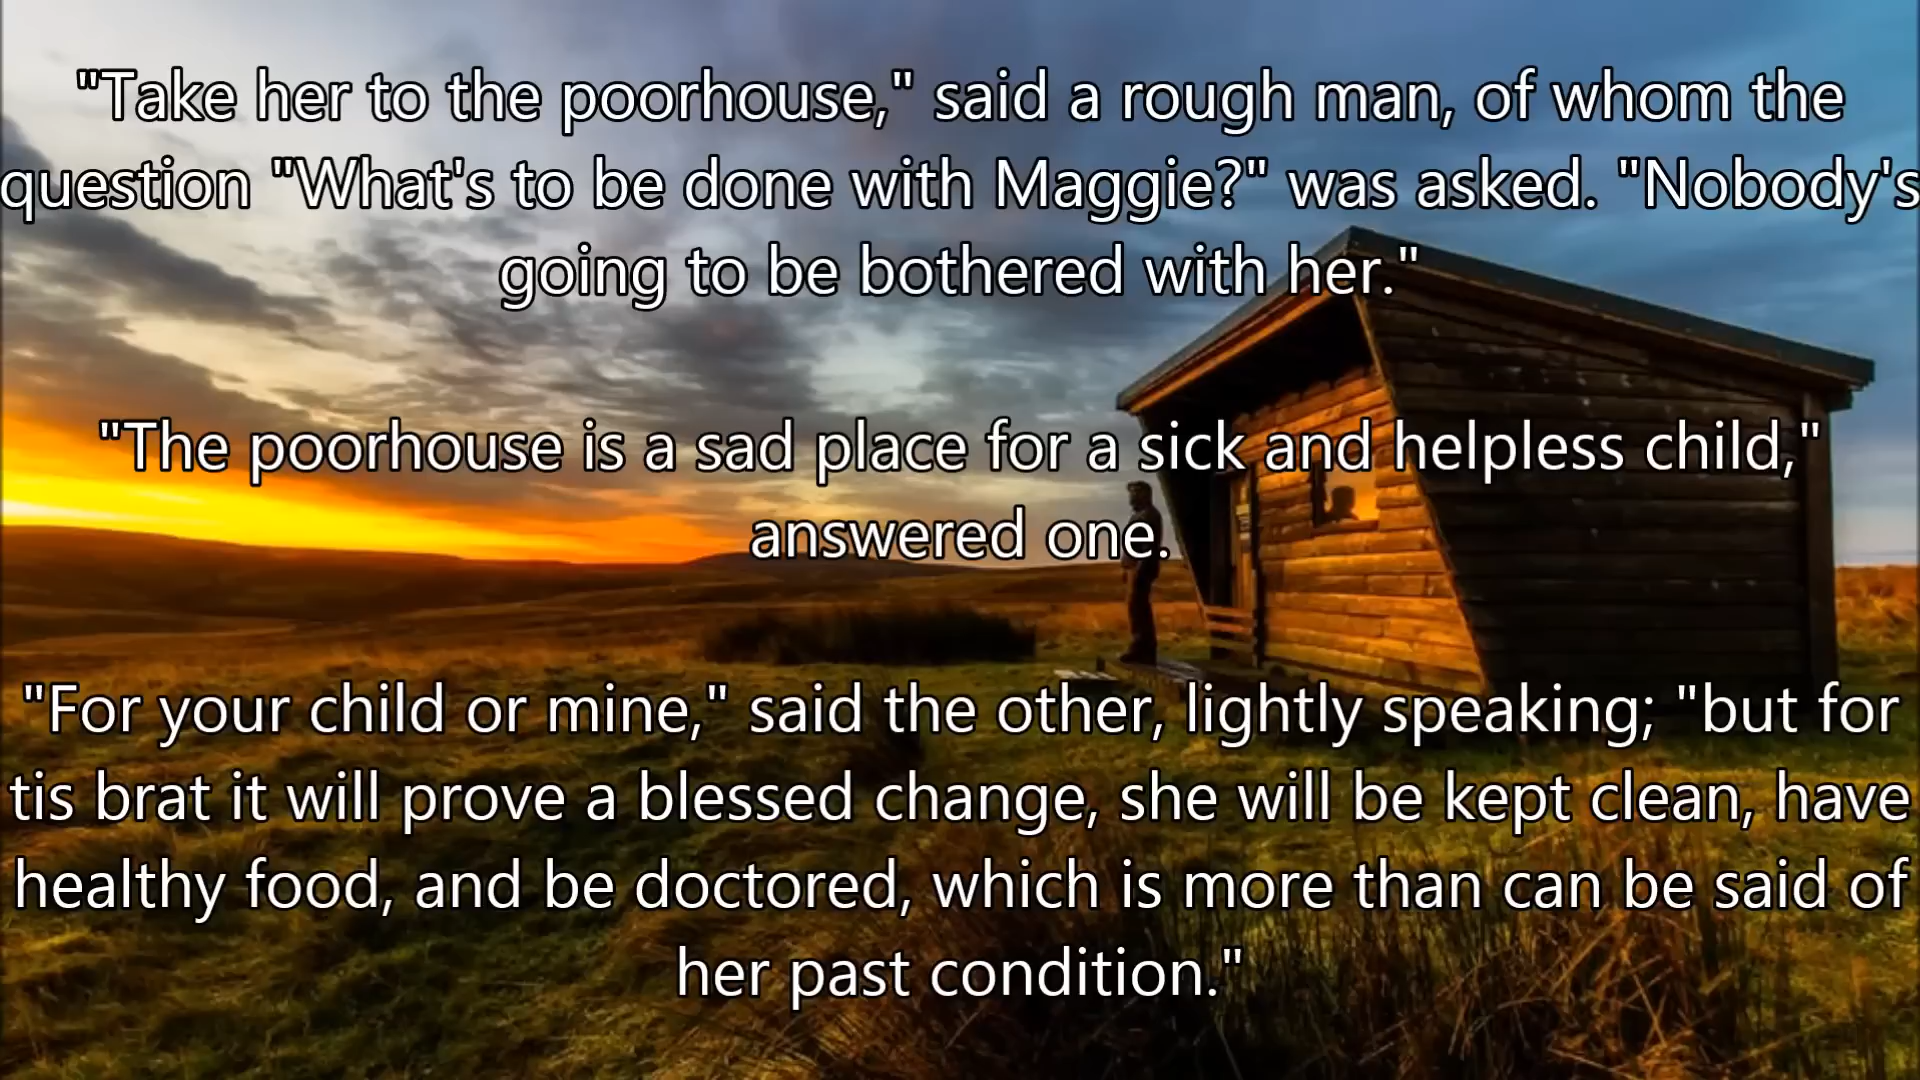 "Take her to the poorhouse," said a rough man, of whom the
question "What's to be done with Maggie?" was asked. "Nobody's
going to be bothered with her."
"The poorhouse is a sad place for a sick and helpless child,"
answered one.
"For your child or mine," said the other, lightly speaking; "but for
tis brat it will prove a blessed change, she will be kept clean, have
healthy food, and be doctored, which is more than can be said of
her past condition."